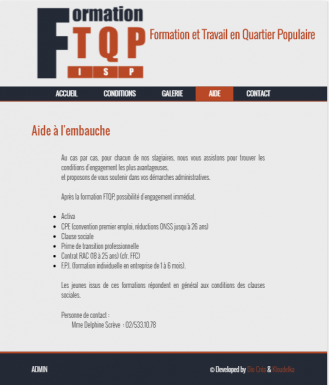 Formation
FTQP
ISP
Formation et Travail en Quartier Populaire
ACCUEIL CONDITIONS GALERIE AIDE CONTACT
Aide à l'embauche
Au cas par cas, pour chacun de nos stagiaires, nous vous assistons pour trouver les
conditions d'engagement les plus avantageuses,
et proposons de vous soutenir dans vos démarches administratives.
Après la formation FTQP, possibilité d'engagement immédiat.
Activa
CPE (convention premier emploi, réductions ONSS jusqu'à 26 ans)
Clause sociale
Prime de transition professionnelle
Contrat RAC (18 à 25 ans) (cfr. FFC)
F.P.I. (formation individuelle en entreprise de 1 à 6 mois).
Les jeunes issus de ces formations répondent en général aux conditions des clauses
sociales.
Personne de contact :
Mme Delphine Scrève : 02/533.10.78
ADMIN © Developed by &